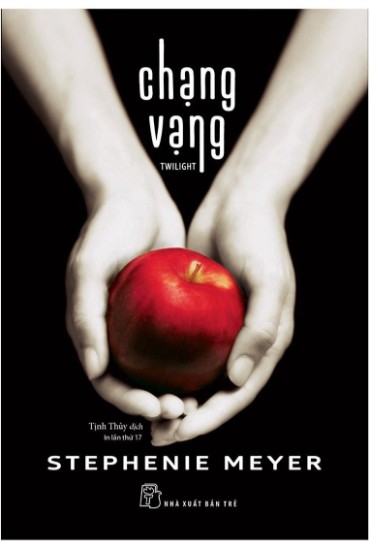 chạng
vạng
TWILIGHT
Tịnh Thủy dịch
In lần thứ 17
STEPHENIE MEYER
NHÀ XUẤT BẢN TRẺ